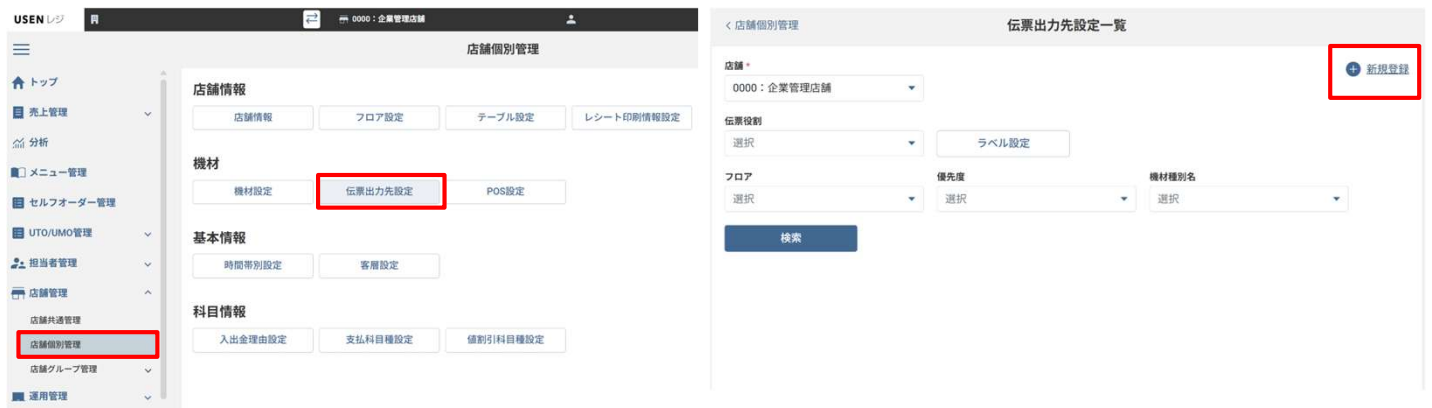 USEN レジ
0000：企業管理店舗
店舗個別管理
トップ
売上管理
分析
メニュー管理
セルフオーダー管理
UTO/UMO管理
担当者管理
店舗管理
店舗共通管理
店舗個別管理
店舗グループ管理
運用管理
店舗情報
店舗情報 フロア設定 テーブル設定 レシート印刷情報設定
機材
機材設定 伝票出力先設定 POS設定
基本情報
時間帯別設定 客層設定
科目情報
入出金理由設定 支払科目種設定 値割引科目種設定
< 店舗個別管理 伝票出力先設定一覧
新規登録
店舗 *
0000：企業管理店舗
伝票役割
選択 ラベル設定
フロア 優先度 機材種別名
選択 選択 選択
検索